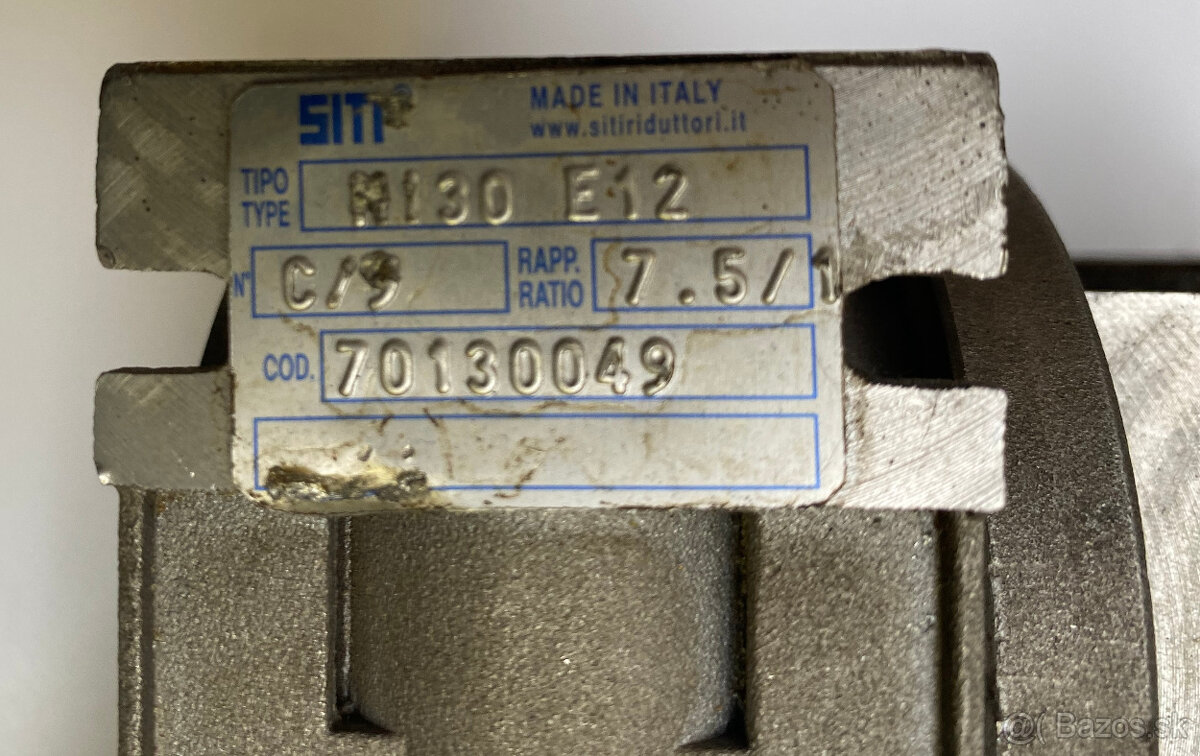 SITI® MADE IN ITALY
www.sitiriduttori.it
TIPO
TYPE
MI30 E12
N° C/9 RAPP.
RATIO 7.5/1
COD. 70130049
@( Bazos.sk